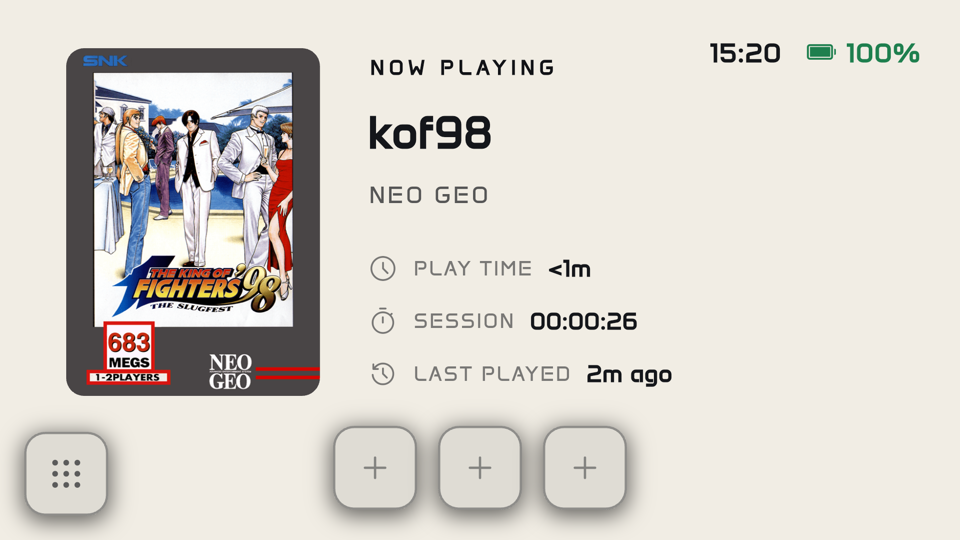 SNK
THE KING OF
FIGHTERS '98
THE SLUGFEST
683
MEGS
1-2PLAYERS
NEO
GEO
15:20
100%
NOW PLAYING
kof98
NEO GEO
PLAY TIME <1m
SESSION 00:00:26
LAST PLAYED 2m ago